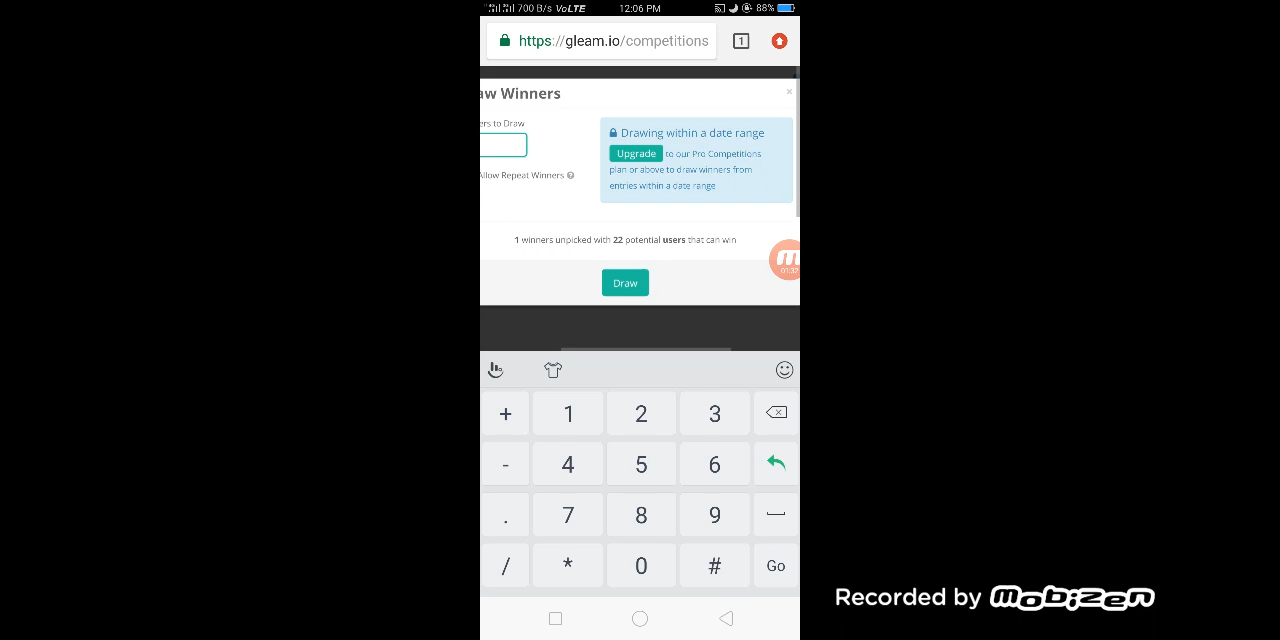 700 B/s VoLTE 12:06 PM 88%
https://gleam.io/competitions 1
aw Winners ×
ers to Draw
Drawing within a date range
Upgrade to our Pro Competitions
plan or above to draw winners from
entries within a date range
Allow Repeat Winners ?
1 winners unpicked with 22 potential users that can win
01:32
Draw
+ 1 2 3
- 4 5 6
. 7 8 9
/ * 0 # Go
Recorded by mobizen